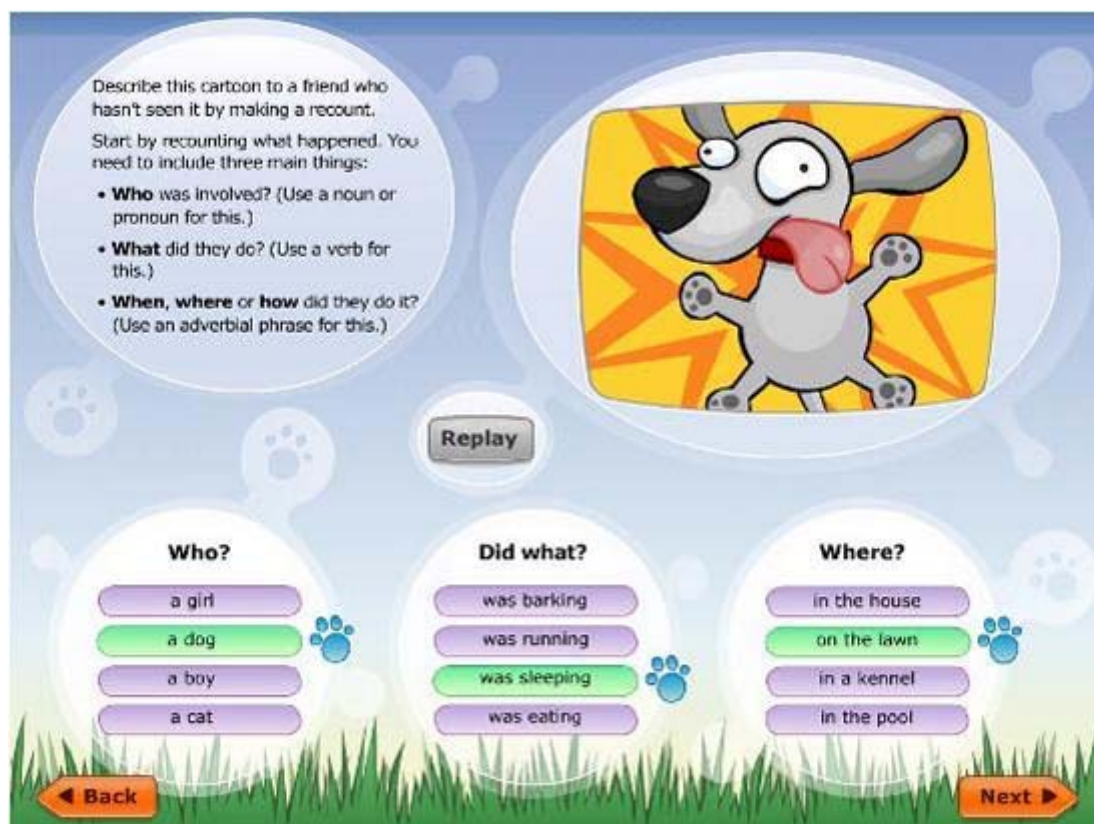 Describe this cartoon to a friend who
hasn't seen it by making a recount.
Start by recounting what happened. You
need to include three main things:
• Who was involved? (Use a noun or
pronoun for this.)
• What did they do? (Use a verb for
this.)
• When, where or how did they do it?
(Use an adverbial phrase for this.)
Replay
Who?
a girl
a dog
a boy
a cat
Did what?
was barking
was running
was sleeping
was eating
Where?
in the house
on the lawn
in a kennel
in the pool
Back
Next